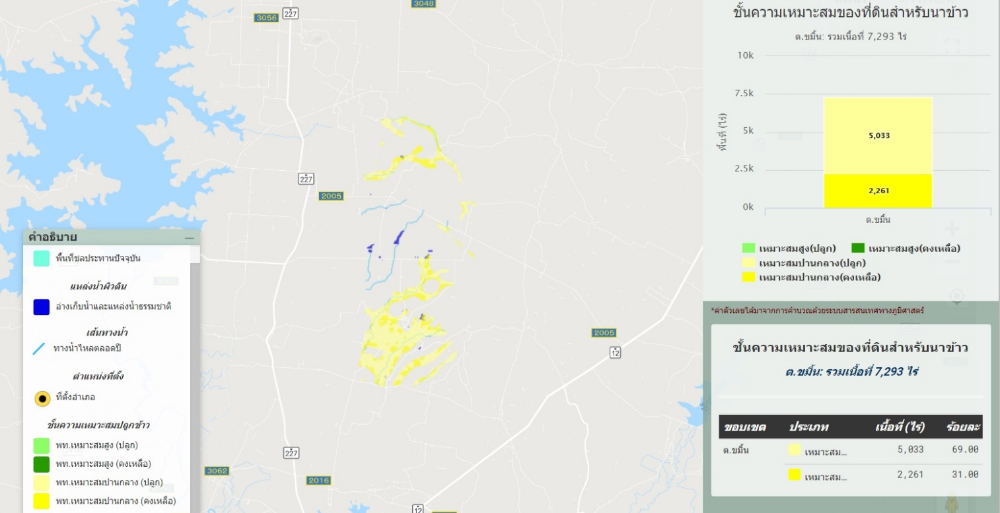 3056
227
3048
227
2005
2005
12
227
3062
2016
12
คำอธิบาย
พื้นที่ชลประทานปัจจุบัน
แหล่งน้ำผิวดิน
อ่างเก็บน้ำและแหล่งน้ำธรรมชาติ
เส้นทางน้ำ
ทางน้ำไหลตลอดปี
ตำแหน่งที่ตั้ง
ที่ตั้งอำเภอ
ชั้นความเหมาะสมปลูกข้าว
พท.เหมาะสมสูง (ปลูก)
พท.เหมาะสมสูง (คงเหลือ)
พท.เหมาะสมปานกลาง (ปลูก)
พท.เหมาะสมปานกลาง (คงเหลือ)
ชั้นความเหมาะสมของที่ดินสำหรับนาข้าว
ต.ขมิ้น: รวมเนื้อที่ 7,293 ไร่
10k
7.5k
5k
2.5k
0k
พื้นที่ (ไร่)
5,033
2,261
ต.ขมิ้น
เหมาะสมสูง(ปลูก) เหมาะสมสูง(คงเหลือ)
เหมาะสมปานกลาง(ปลูก)
เหมาะสมปานกลาง(คงเหลือ)
*ค่าตัวเลขได้มาจากการคำนวณด้วยระบบสารสนเทศทางภูมิศาสตร์
ชั้นความเหมาะสมของที่ดินสำหรับนาข้าว
ต.ขมิ้น: รวมเนื้อที่ 7,293 ไร่
ขอบเขต ประเภท เนื้อที่ (ไร่) ร้อยละ
ต.ขมิ้น เหมาะสม... 5,033 69.00
เหมาะสม... 2,261 31.00